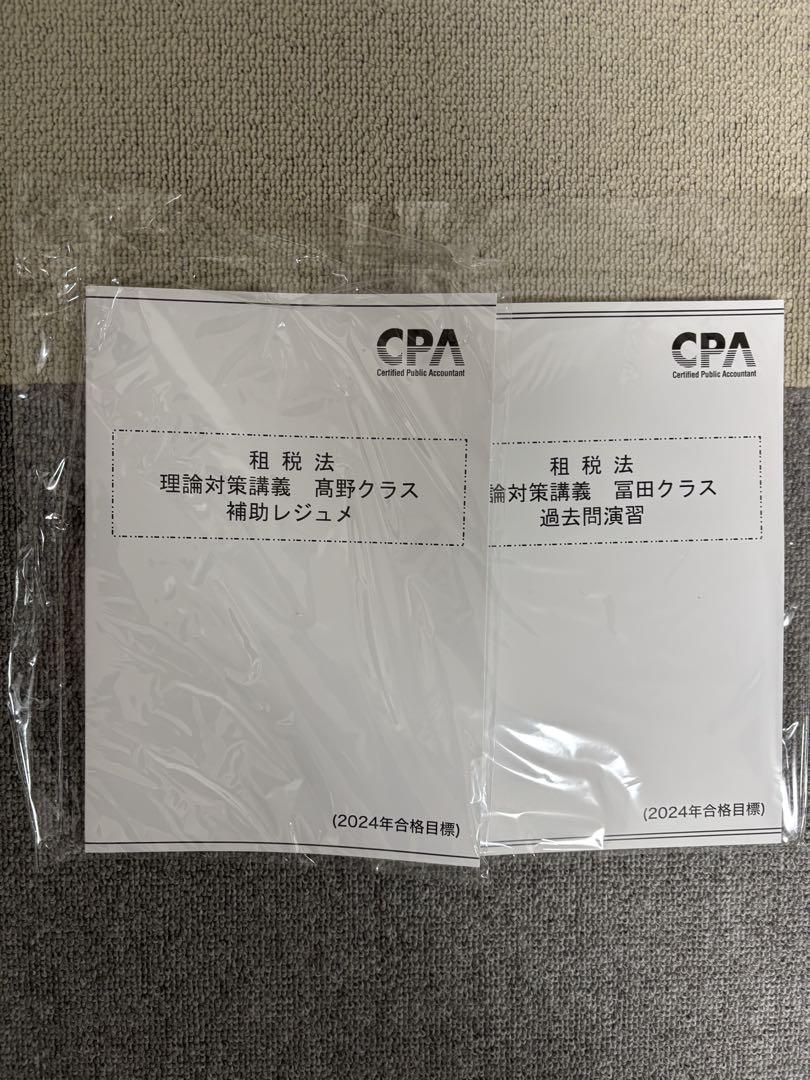 CPA
Certified Public Accountant
租税法
理論対策講義 髙野クラス
補助レジュメ
(2024年合格目標)
CPA
Certified Public Accountant
租税法
論対策講義 冨田クラス
過去問演習
(2024年合格目標)